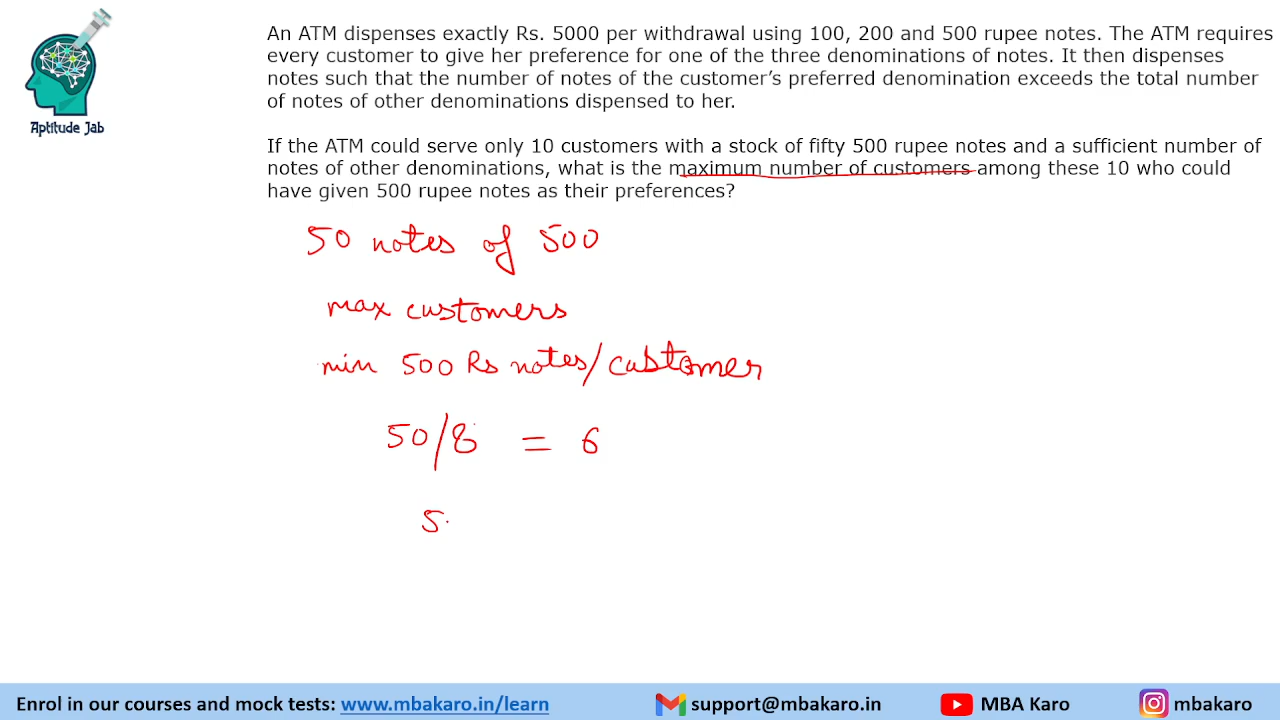 Aptitude Jab
An ATM dispenses exactly Rs. 5000 per withdrawal using 100, 200 and 500 rupee notes. The ATM requires
every customer to give her preference for one of the three denominations of notes. It then dispenses
notes such that the number of notes of the customer's preferred denomination exceeds the total number
of notes of other denominations dispensed to her.
If the ATM could serve only 10 customers with a stock of fifty 500 rupee notes and a sufficient number of
notes of other denominations, what is the maximum number of customers among these 10 who could
have given 500 rupee notes as their preferences?
50 notes of 500
max customers
min 500 Rs notes/customer
50/8 = 6
5
Enrol in our courses and mock tests: www.mbakaro.in/learn support@mbakaro.in MBA Karo mbakaro